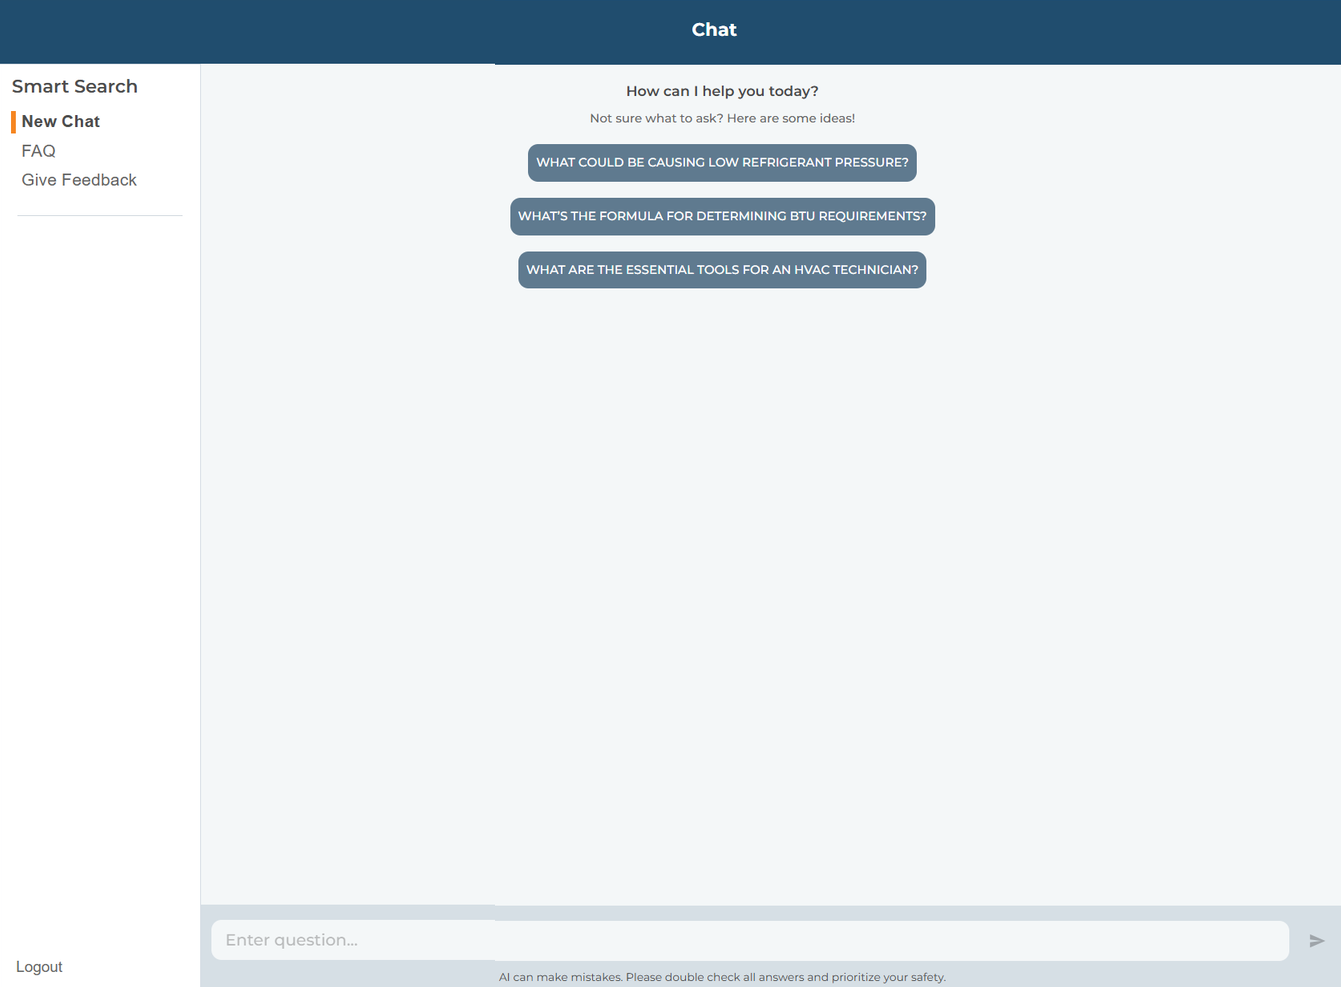 Chat
Smart Search
New Chat
FAQ
Give Feedback
How can I help you today?
Not sure what to ask? Here are some ideas!
WHAT COULD BE CAUSING LOW REFRIGERANT PRESSURE?
WHAT'S THE FORMULA FOR DETERMINING BTU REQUIREMENTS?
WHAT ARE THE ESSENTIAL TOOLS FOR AN HVAC TECHNICIAN?
Enter question...
Logout
AI can make mistakes. Please double check all answers and prioritize your safety.